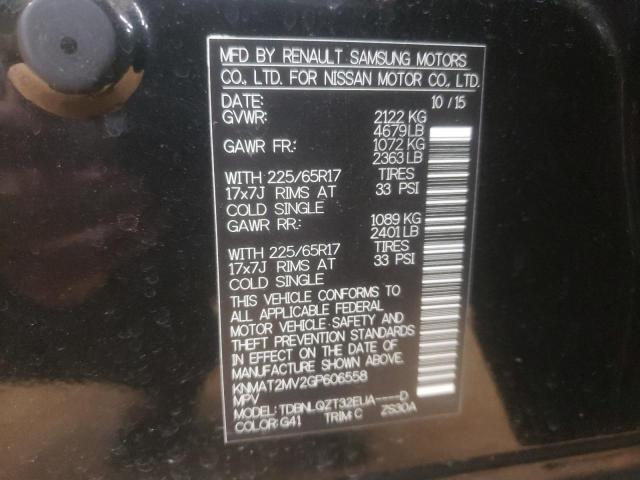 MFD BY RENAULT SAMSUNG MOTORS
CO., LTD. FOR NISSAN MOTOR CO., LTD.
DATE: 10/15
GVWR: 2122 KG
4679 LB
GAWR FR: 1072 KG
2363 LB
WITH 225/65R17 TIRES
17x7J RIMS AT 33 PSI
COLD SINGLE
GAWR RR: 1089 KG
2401 LB
WITH 225/65R17 TIRES
17x7J RIMS AT 33 PSI
COLD SINGLE
THIS VEHICLE CONFORMS TO
ALL APPLICABLE FEDERAL
MOTOR VEHICLE SAFETY AND
THEFT PREVENTION STANDARDS
IN EFFECT ON THE DATE OF
MANUFACTURE SHOWN ABOVE.
KNMAT2MV2GP606558
MPV
MODEL: TDBNLQZT32EUA----D
COLOR: G41 TRIM: C ZS30A